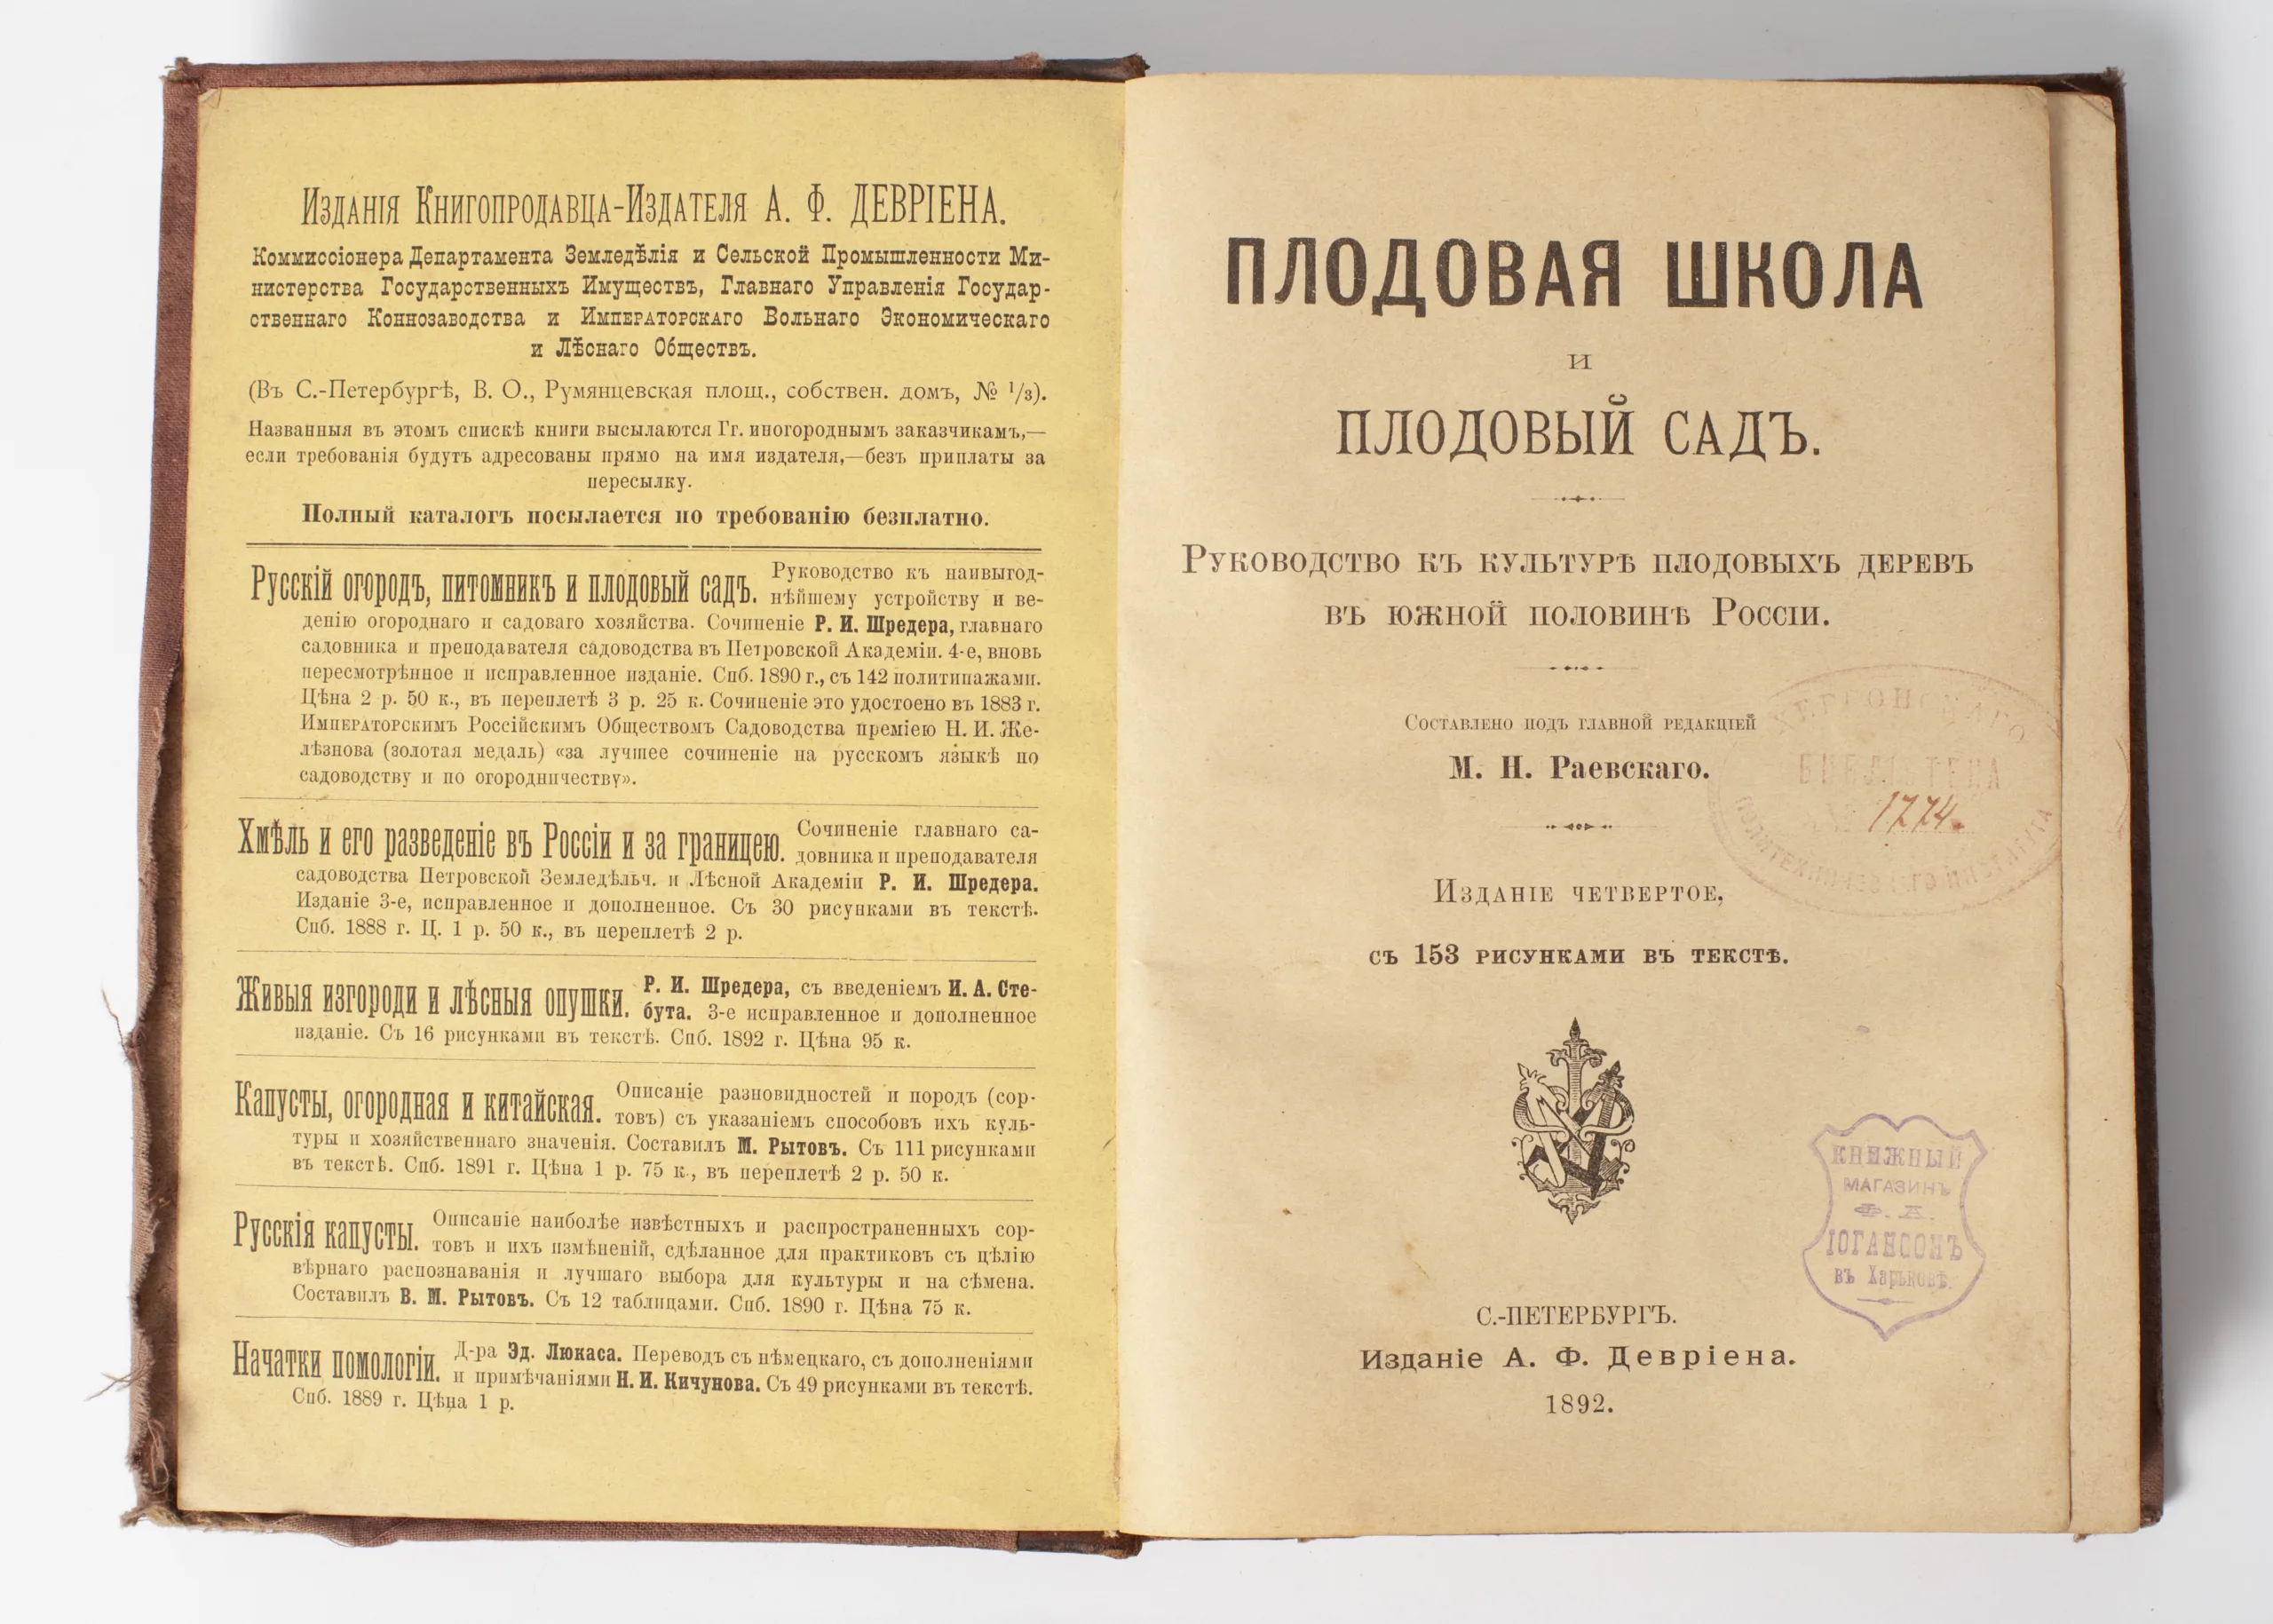 Изданія Книгопродавца-Издателя А. Ф. ДЕВРІЕНА.
Коммиссіонера Департамента Земледѣлія и Сельской Промышленности Ми-
нистерства Государственныхъ Имуществъ, Главнаго Управленія Государ-
ственнаго Коннозаводства и Императорскаго Вольнаго Экономическаго
и Лѣснаго Обществъ.
(Въ С.-Петербургѣ, В. О., Румянцевская площ., собствен. домъ, № 1/3).
Названныя въ этомъ спискѣ книги высылаются Гг. иногороднымъ заказчикамъ,—
если требованія будутъ адресованы прямо на имя издателя,—безъ приплаты за
пересылку.
Полный каталогъ посылается по требованію безплатно.
Русскій огородъ, питомникъ и плодовый садъ. Руководство къ наивыгод-
нѣйшему устройству и ве-
денію огороднаго и садоваго хозяйства. Сочиненіе Р. И. Шредера, главнаго
садовника и преподавателя садоводства въ Петровской Академіи. 4-е, вновь
пересмотрѣнное и исправленное изданіе. Спб. 1890 г., съ 142 политипажами.
Цѣна 2 р. 50 к., въ переплетѣ 3 р. 25 к. Сочиненіе это удостоено въ 1883 г.
Императорскимъ Россійскимъ Обществомъ Садоводства преміею Н. И. Же-
лѣзнова (золотая медаль) «за лучшее сочиненіе на русскомъ языкѣ по
садоводству и по огородничеству».
Хмѣль и его разведеніе въ Россіи и за границею. Сочиненіе главнаго са-
довника и преподавателя
садоводства Петровской Земледѣльч. и Лѣсной Академіи Р. И. Шредера.
Изданіе 3-е, исправленное и дополненное. Съ 30 рисунками въ текстѣ.
Спб. 1888 г. Ц. 1 р. 50 к., въ переплетѣ 2 р.
Живыя изгороди и лѣсныя опушки. Р. И. Шредера, съ введеніемъ И. А. Сте-
бута. 3-е исправленное и дополненное
изданіе. Съ 16 рисунками въ текстѣ. Спб. 1892 г. Цѣна 95 к.
Капусты, огородная и китайская. Описаніе разновидностей и породъ (сор-
товъ) съ указаніемъ способовъ ихъ куль-
туры и хозяйственнаго значенія. Составилъ М. Рытовъ. Съ 111 рисунками
въ текстѣ. Спб. 1891 г. Цѣна 1 р. 75 к., въ переплетѣ 2 р. 50 к.
Русскія капусты. Описаніе наиболѣе извѣстныхъ и распространенныхъ сор-
товъ и ихъ измѣненій, сдѣланное для практиковъ съ цѣлію
вѣрнаго распознаванія и лучшаго выбора для культуры и на сѣмена.
Составилъ В. М. Рытовъ. Съ 12 таблицами. Спб. 1890 г. Цѣна 75 к.
Начатки помологіи. Д-ра Эд. Люкаса. Переводъ съ нѣмецкаго, съ дополненіями
и примѣчаніями Н. И. Кичунова. Съ 49 рисунками въ текстѣ.
Спб. 1889 г. Цѣна 1 р.
ПЛОДОВАЯ ШКОЛА
И
ПЛОДОВЫЙ САДЪ.
Руководство къ культурѣ плодовыхъ деревъ
въ южной половинѣ Россіи.
Составлено подъ главной редакціей
М. Н. Раевскаго.
Изданіе четвертое,
съ 153 рисунками въ текстѣ.
С.-ПЕТЕРБУРГЪ.
Изданіе А. Ф. Девріена.
1892.
БИБЛІОТЕКА
№ 1774.
ПОЛИТЕХНИЧЕСКАГО ИНСТИТУТА
КНИЖНЫЙ
МАГАЗИНЪ
Ф. А.
ІОГАНСОНЪ
въ Харьковѣ.